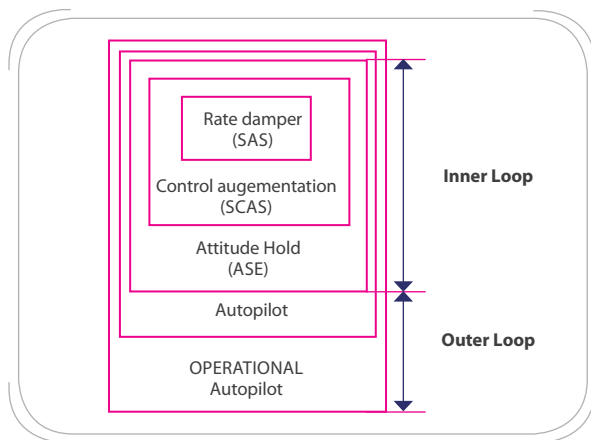 Rate damper
(SAS)
Control augementation
(SCAS)
Attitude Hold
(ASE)
Autopilot
OPERATIONAL
Autopilot
Inner Loop
Outer Loop